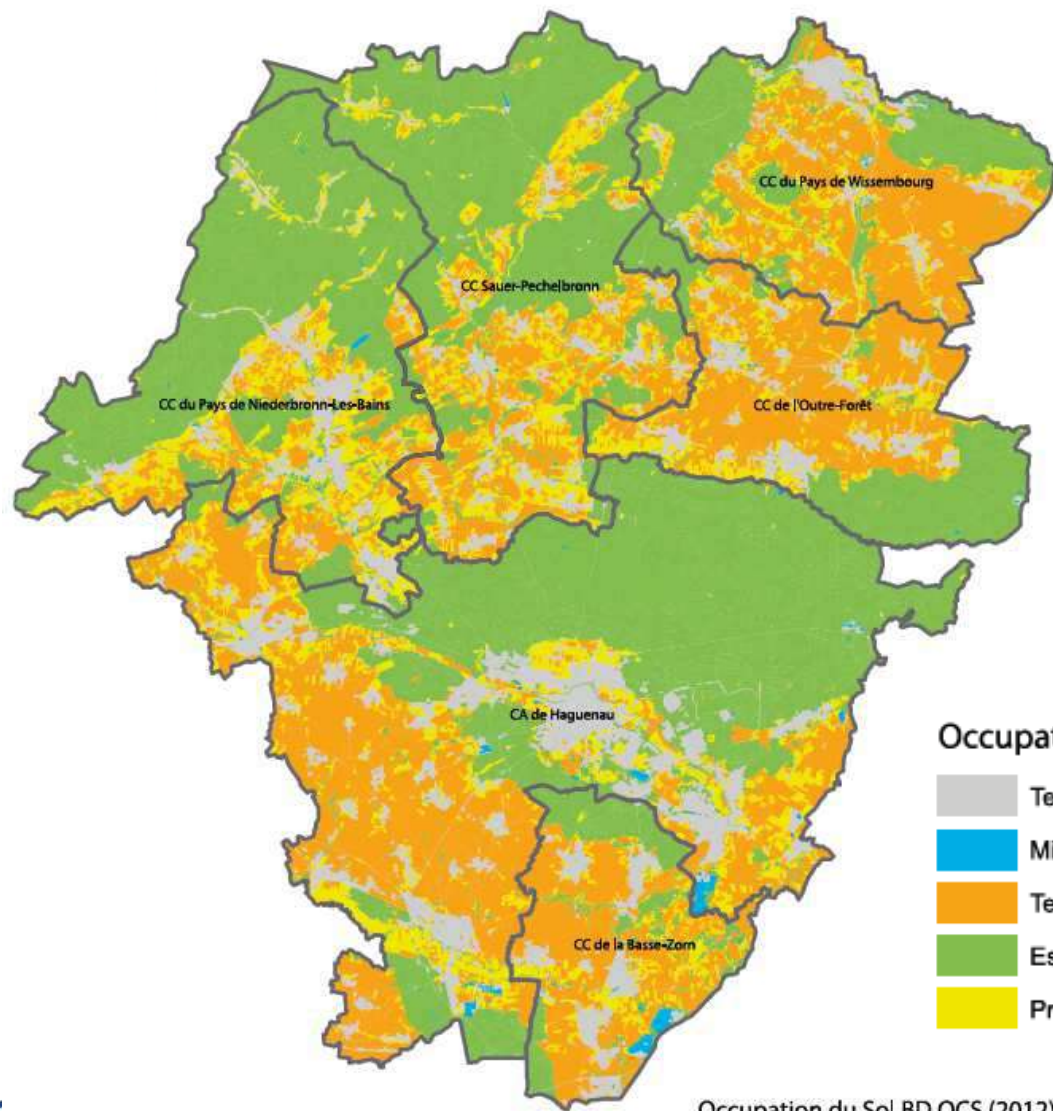 CC du Pays de Wissembourg
CC Sauer-Pechelbronn
CC du Pays de Niederbronn-Les-Bains
CC de l'Outre-Forêt
CA de Haguenau
CC de la Basse-Zorn
Occupat
Te
Mi
Te
Es
Pr
Occupation du Sol BD OCS (2012)